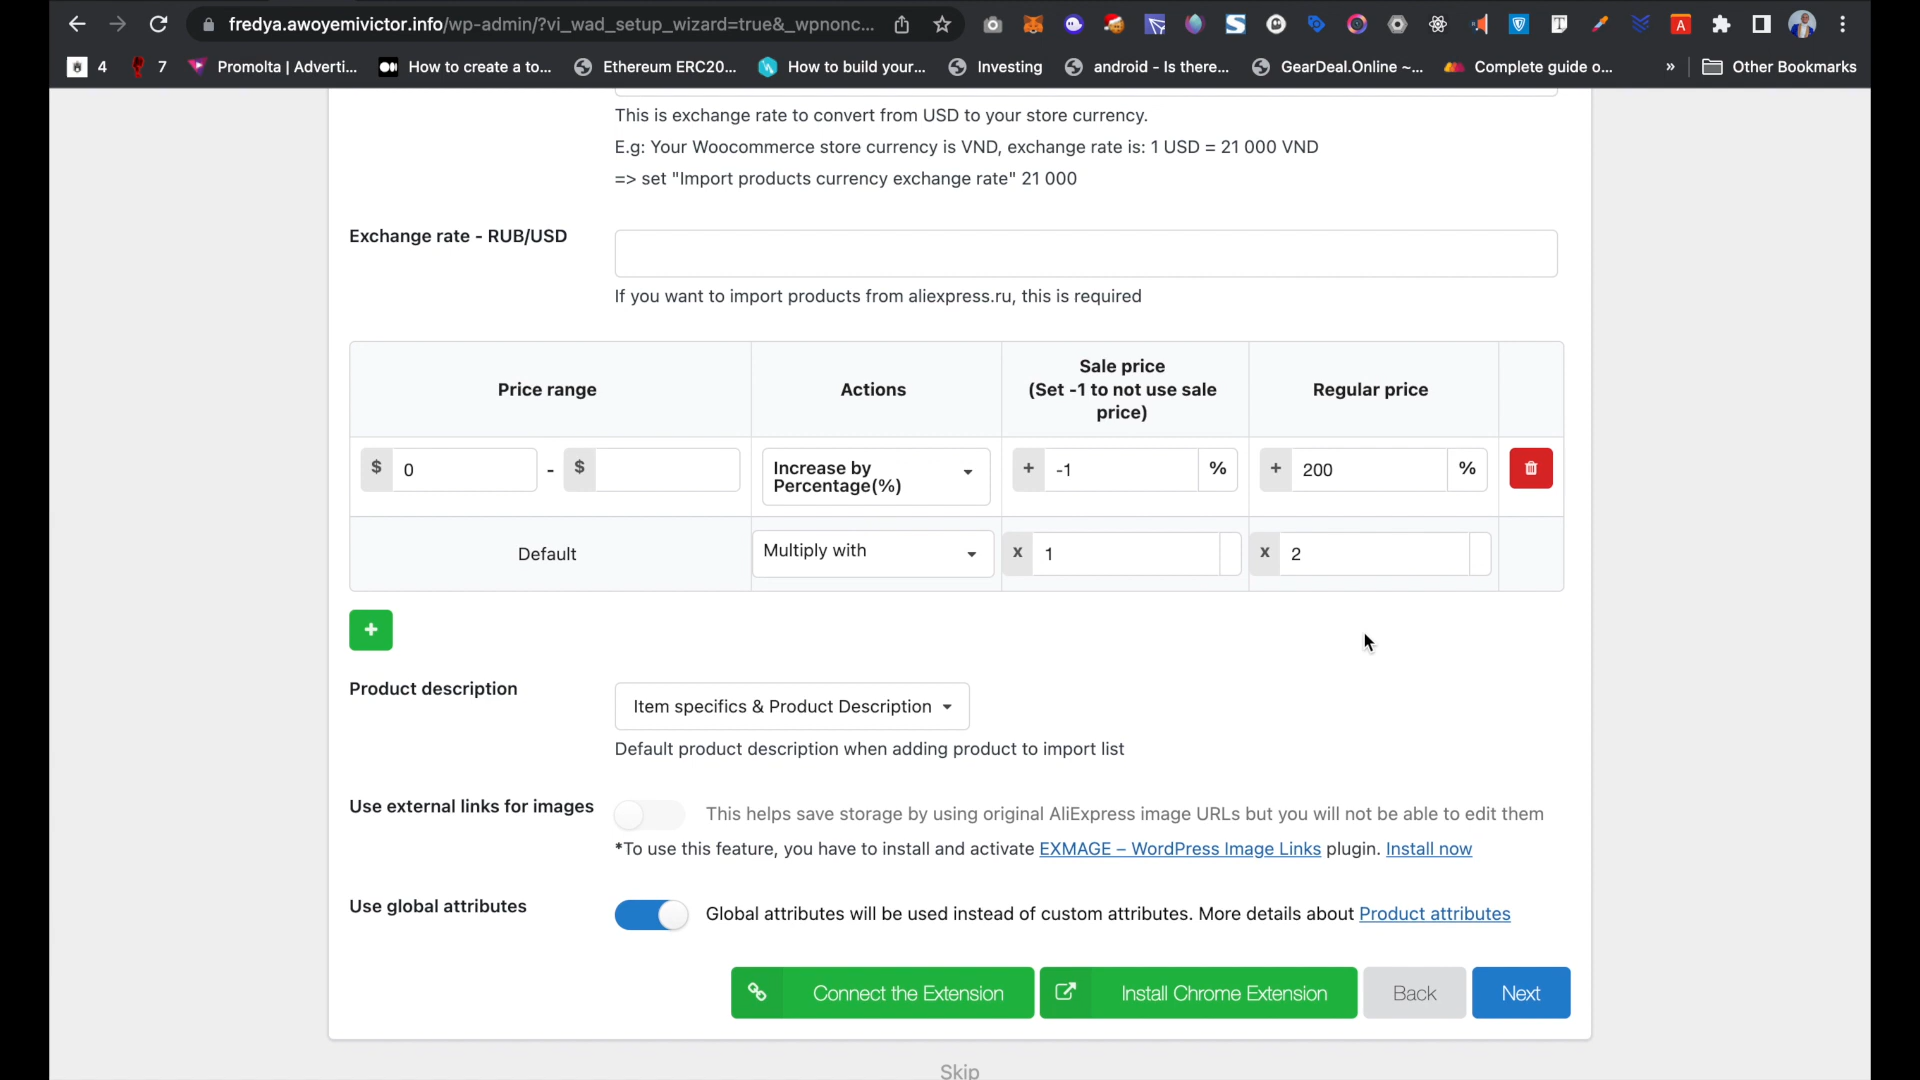 fredya.awoyemivictor.info/wp-admin/?vi_wad_setup_wizard=true&_wpnonc...
4
7
Promolta | Adverti...
How to create a to...
Ethereum ERC20...
How to build your...
Investing
android - Is there...
GearDeal.Online ~...
Complete guide o...
»
Other Bookmarks
This is exchange rate to convert from USD to your store currency.
E.g: Your Woocommerce store currency is VND, exchange rate is: 1 USD = 21 000 VND
=> set "Import products currency exchange rate" 21 000
Exchange rate - RUB/USD
If you want to import products from aliexpress.ru, this is required
Price range
Actions
Sale price
(Set -1 to not use sale
price)
Regular price
$ 0 - $
Increase by
Percentage(%)
+ -1 %
+ 200 %
Default
Multiply with
x 1
x 2
+
Product description
Item specifics & Product Description
Default product description when adding product to import list
Use external links for images
This helps save storage by using original AliExpress image URLs but you will not be able to edit them
*To use this feature, you have to install and activate EXMAGE – WordPress Image Links plugin. Install now
Use global attributes
Global attributes will be used instead of custom attributes. More details about Product attributes
Connect the Extension
Install Chrome Extension
Back
Next
Skip